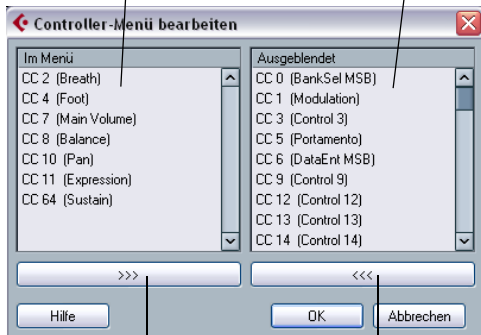 Controller-Menü bearbeiten
Im Menü
CC 2 (Breath)
CC 4 (Foot)
CC 7 (Main Volume)
CC 8 (Balance)
CC 10 (Pan)
CC 11 (Expression)
CC 64 (Sustain)
>>>
Ausgeblendet
CC 0 (BankSel MSB)
CC 1 (Modulation)
CC 3 (Control 3)
CC 5 (Portamento)
CC 6 (DataEnt MSB)
CC 9 (Control 9)
CC 12 (Control 12)
CC 13 (Control 13)
CC 14 (Control 14)
<<<
Hilfe
OK
Abbrechen